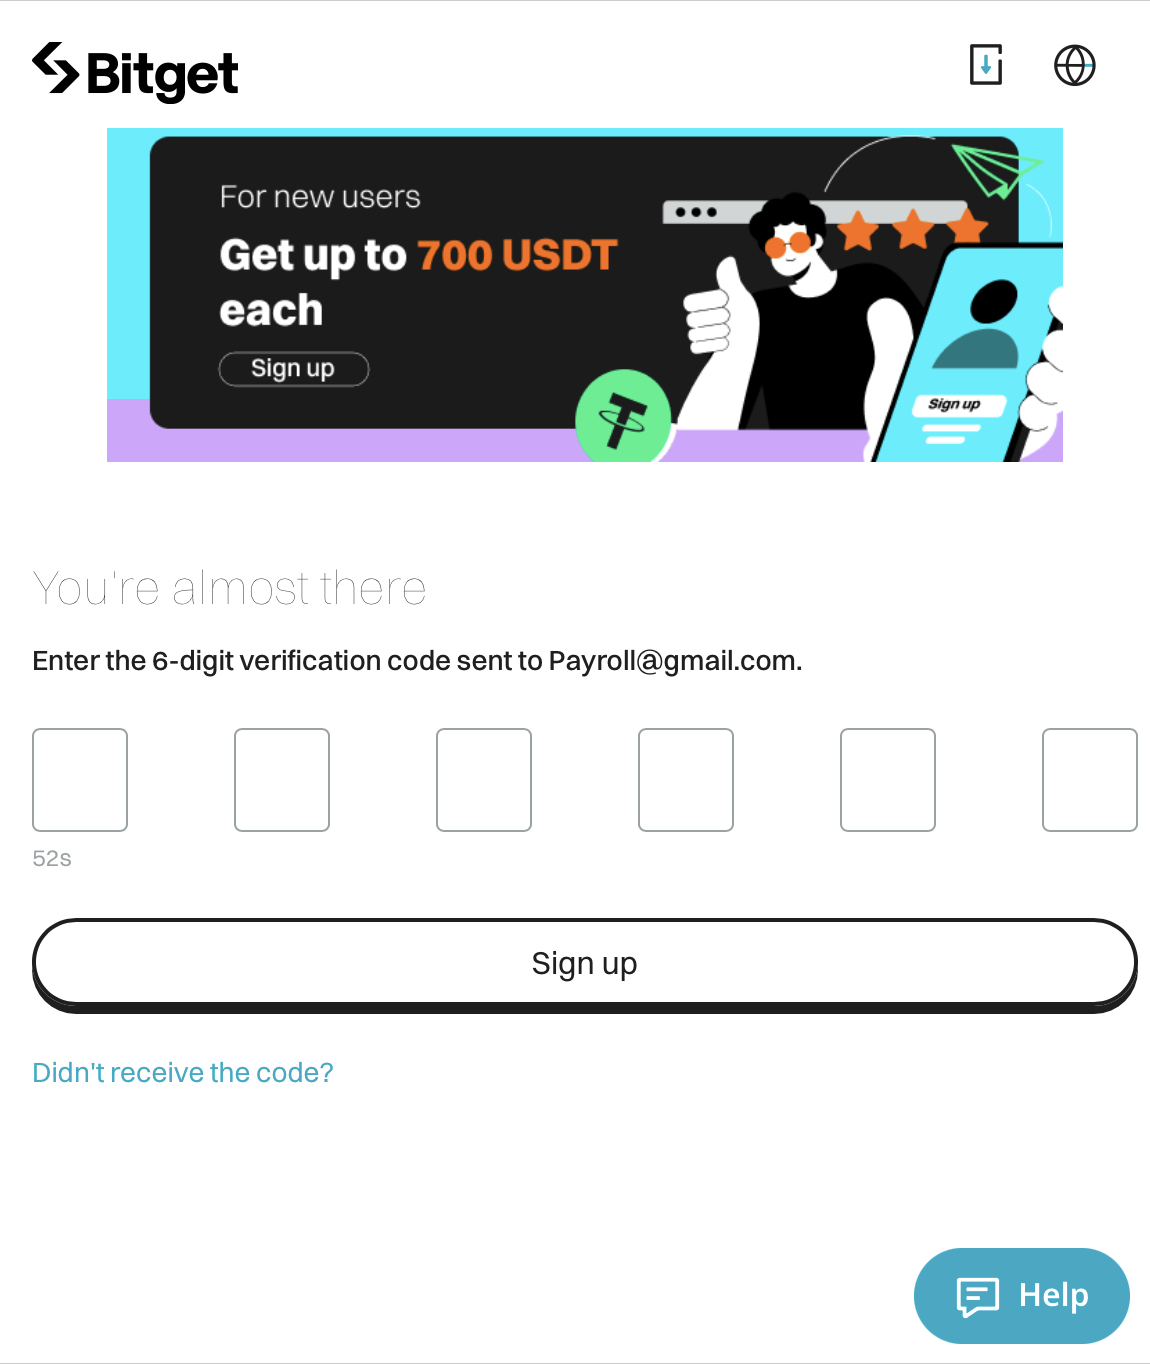 Bitget
For new users
Get up to 700 USDT
each
Sign up
Sign up
You're almost there
Enter the 6-digit verification code sent to Payroll@gmail.com.
52s
Sign up
Didn't receive the code?
Help